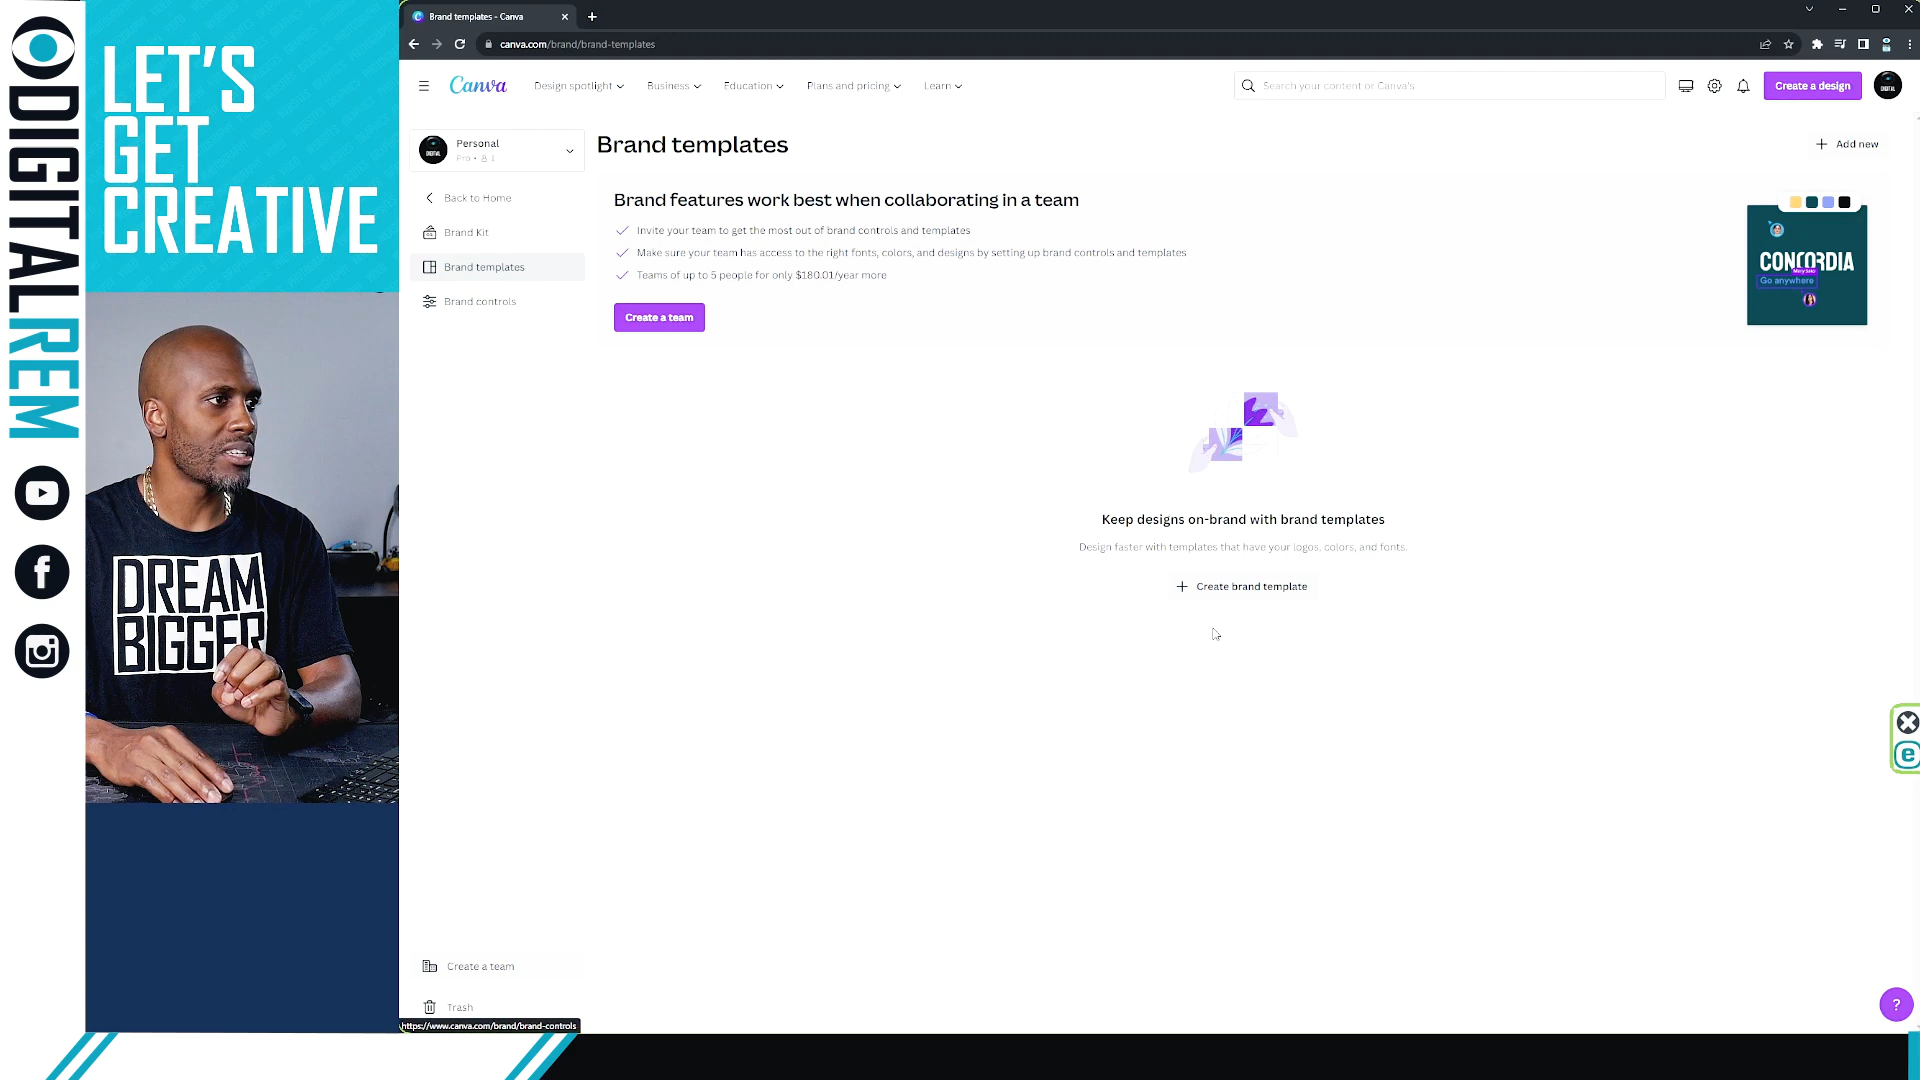 DIGITALREM
LET'S
GET
CREATIVE
DREAM
BIGGER
Brand templates - Canva
canva.com/brand/brand-templates
Canva
Design spotlight
Business
Education
Plans and pricing
Learn
Search your content or Canva's
Create a design
Personal
Pro • 1
Back to Home
Brand Kit
Brand templates
Brand controls
Brand templates
Add new
Brand features work best when collaborating in a team
Invite your team to get the most out of brand controls and templates
Make sure your team has access to the right fonts, colors, and designs by setting up brand controls and templates
Teams of up to 5 people for only $180.01/year more
Create a team
CONCORDIA
Go anywhere
Keep designs on-brand with brand templates
Design faster with templates that have your logos, colors, and fonts.
Create brand template
Create a team
Trash
https://www.canva.com/brand/brand-controls
?
e